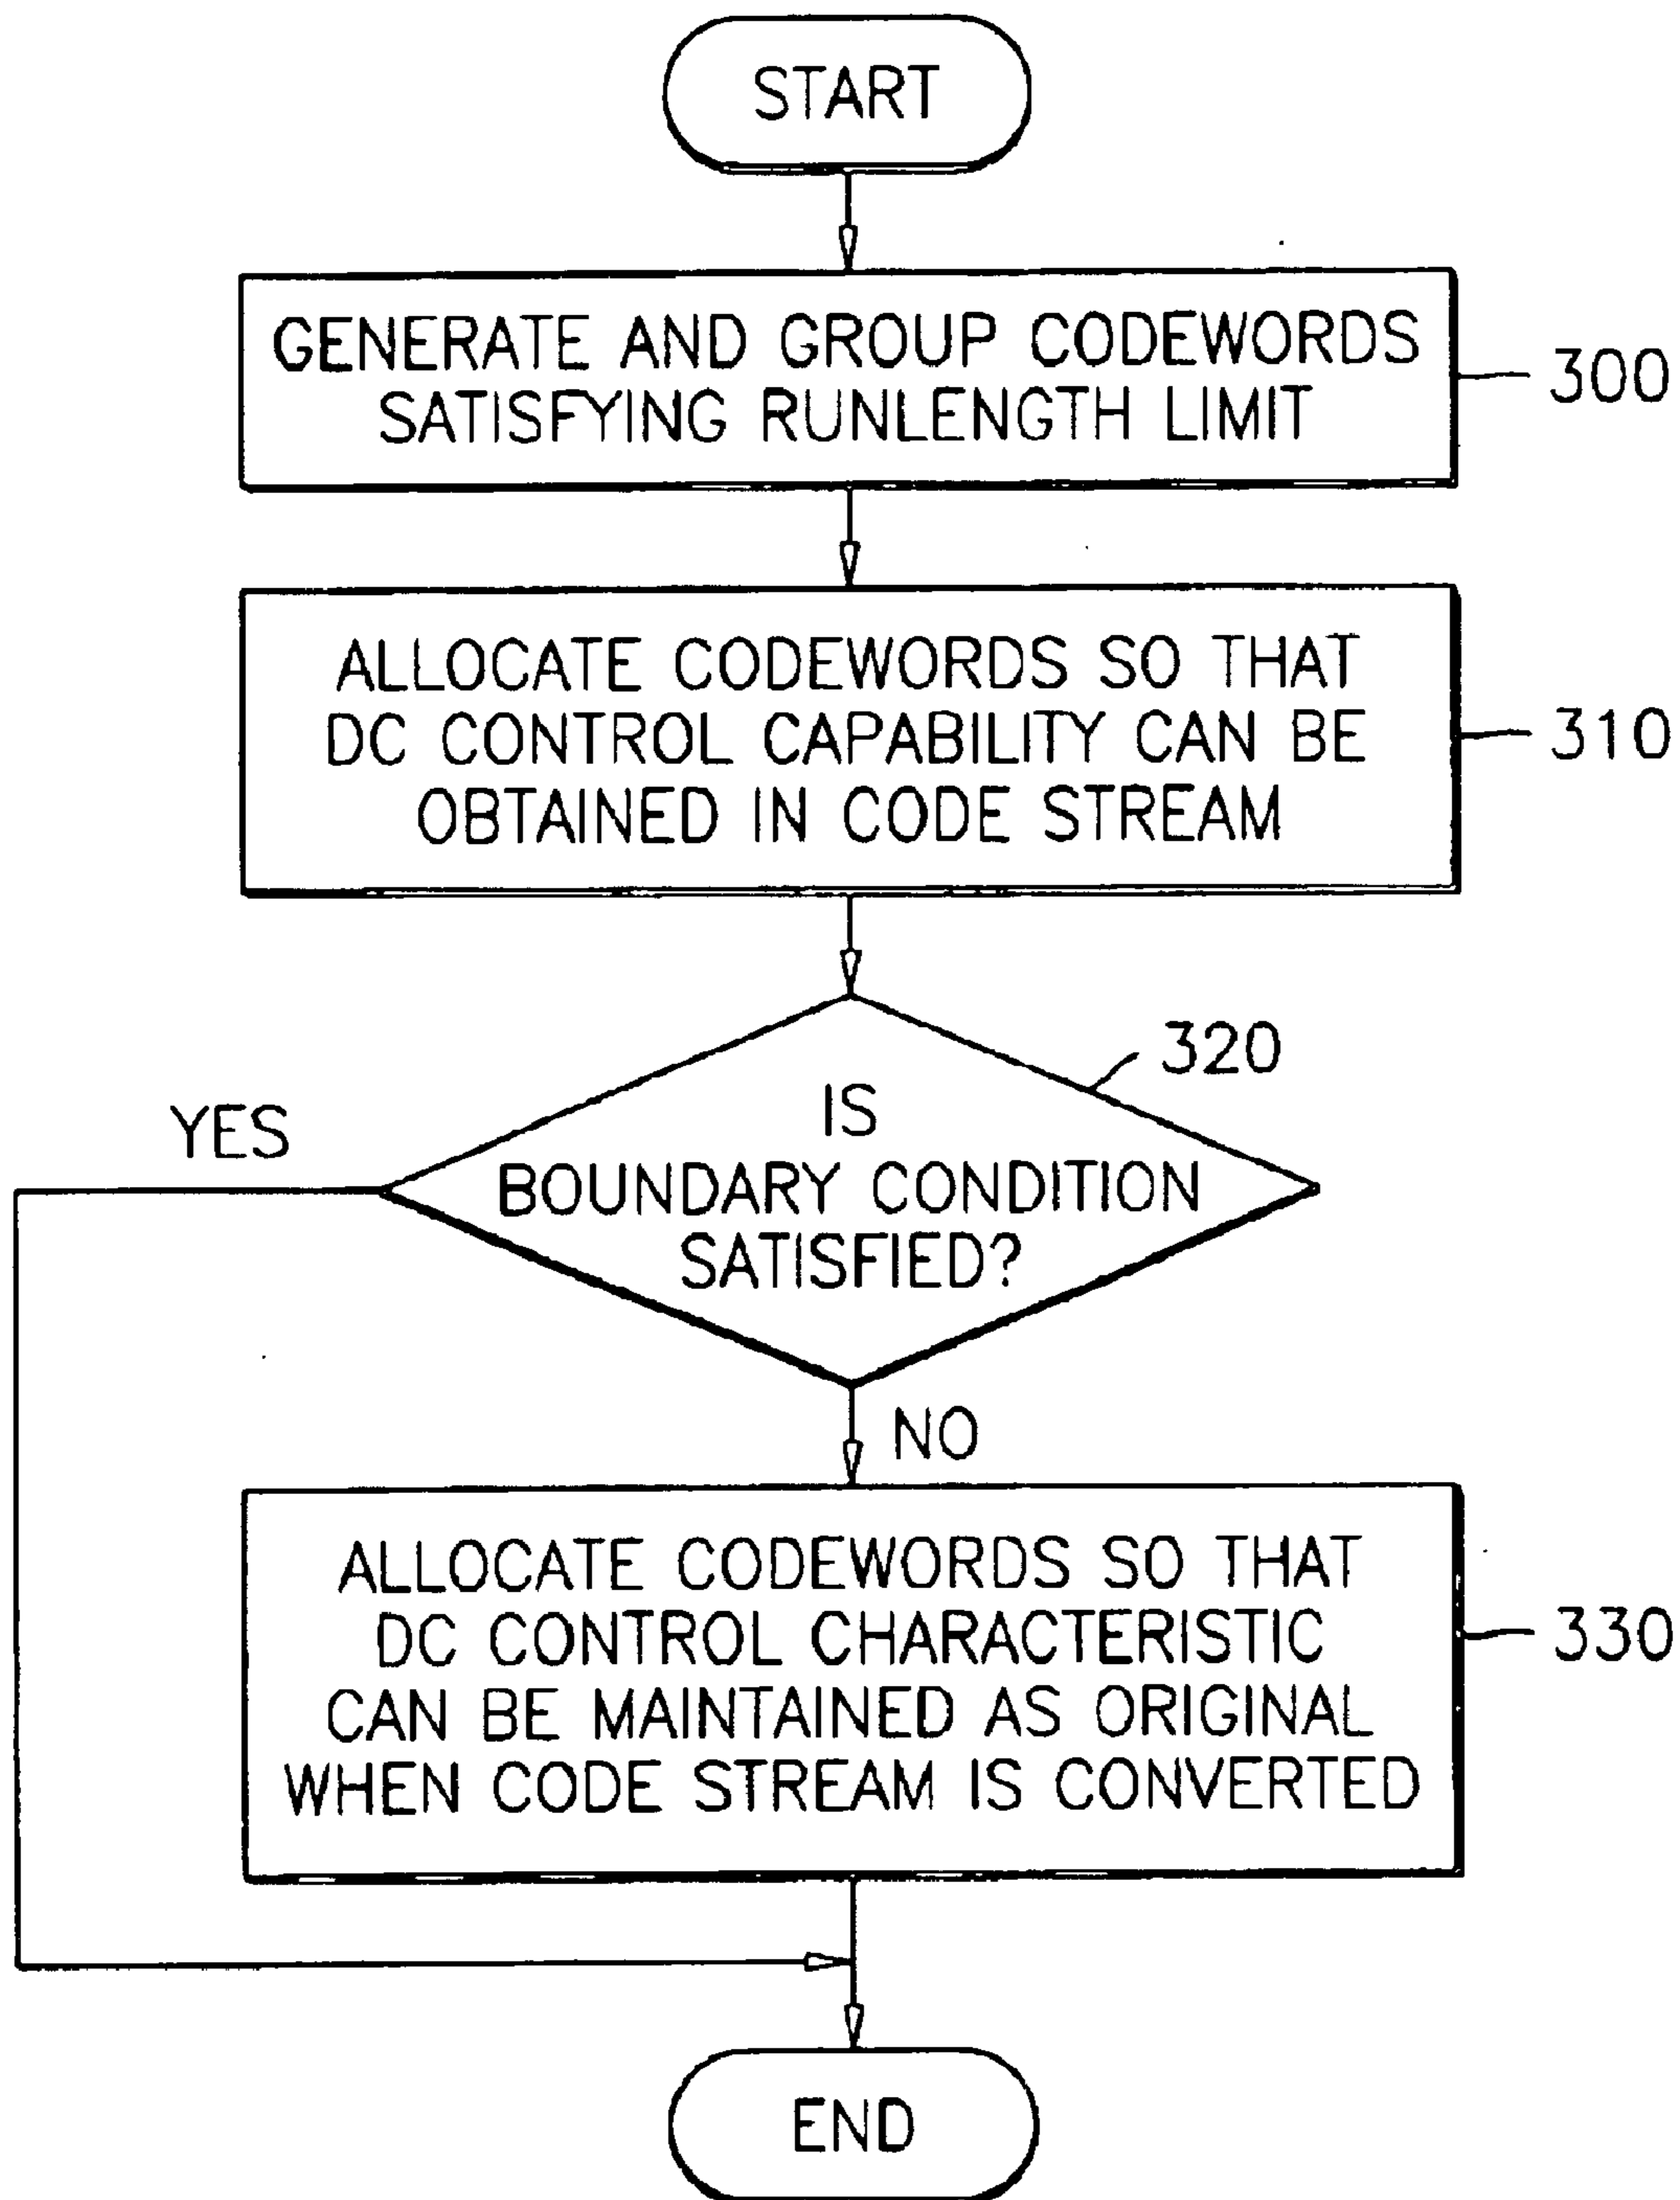 START
GENERATE AND GROUP CODEWORDS
SATISFYING RUNLENGTH LIMIT
300
ALLOCATE CODEWORDS SO THAT
DC CONTROL CAPABILITY CAN BE
OBTAINED IN CODE STREAM
310
320
IS
BOUNDARY CONDITION
SATISFIED?
YES
NO
ALLOCATE CODEWORDS SO THAT
DC CONTROL CHARACTERISTIC
CAN BE MAINTAINED AS ORIGINAL
WHEN CODE STREAM IS CONVERTED
330
END